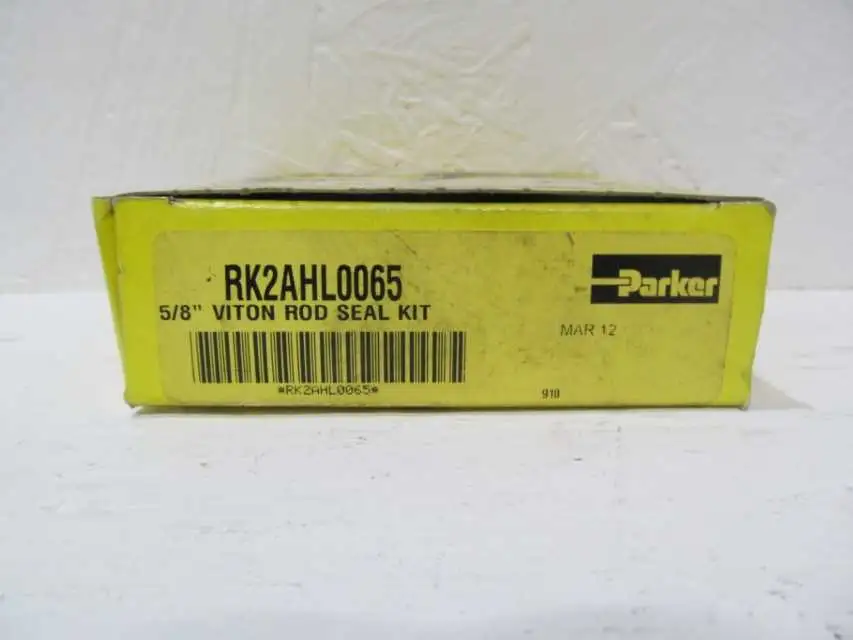 RK2AHL0065
5/8" VITON ROD SEAL KIT
*RK2AHL0065*
Parker
MAR 12
910